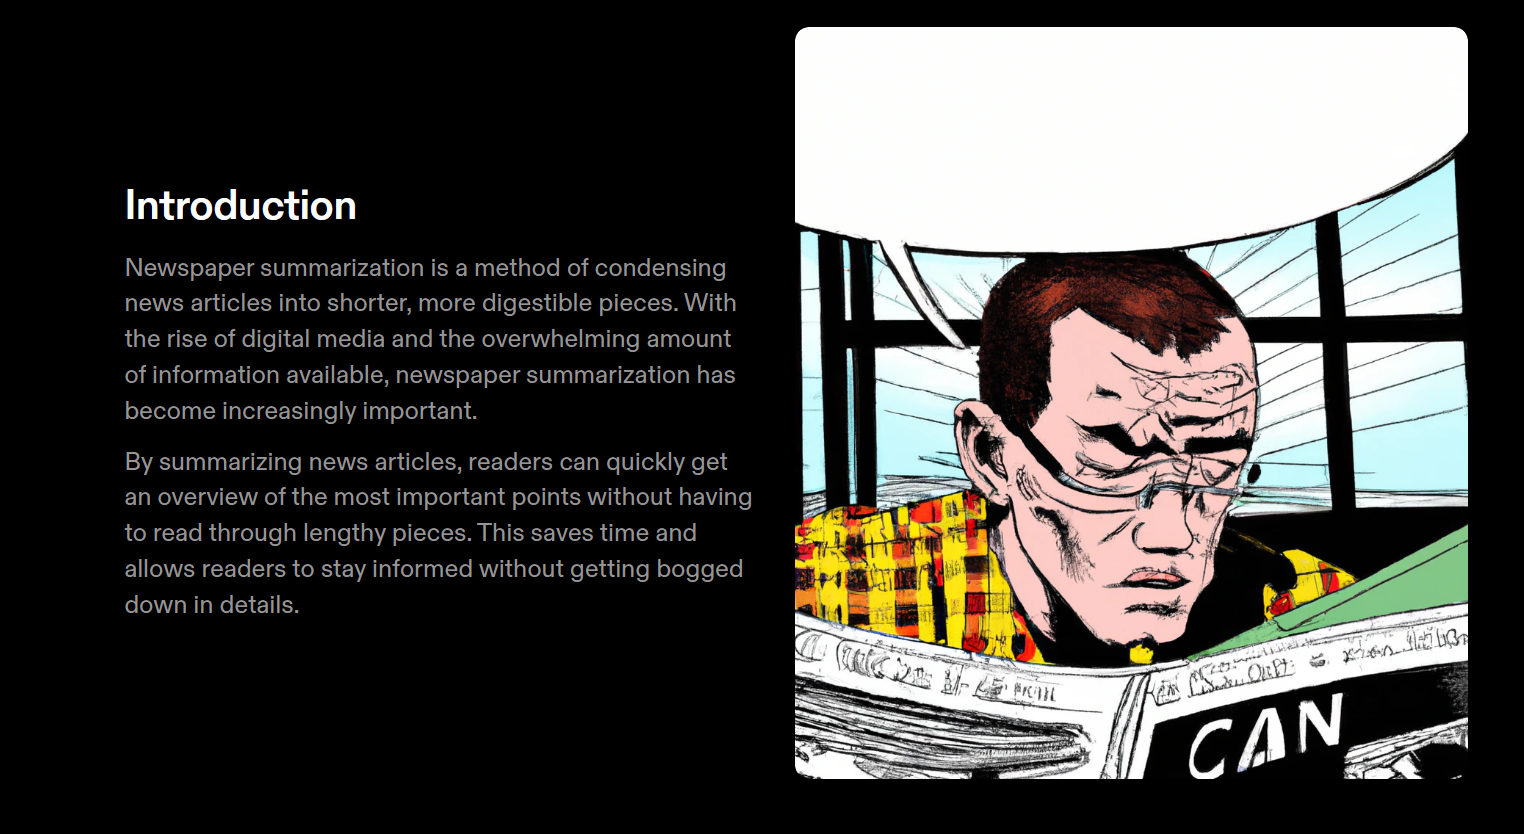 Introduction
Newspaper summarization is a method of condensing
news articles into shorter, more digestible pieces. With
the rise of digital media and the overwhelming amount
of information available, newspaper summarization has
become increasingly important.
By summarizing news articles, readers can quickly get
an overview of the most important points without having
to read through lengthy pieces. This saves time and
allows readers to stay informed without getting bogged
down in details.
CAN